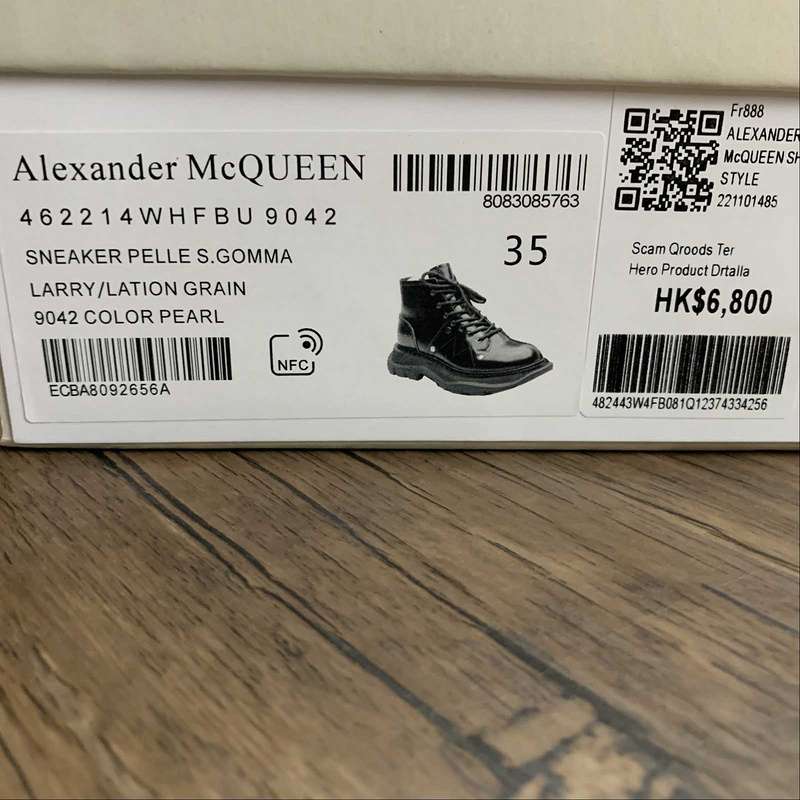 Alexander McQUEEN
462214WHFBU 9042
SNEAKER PELLE S.GOMMA
LARRY/LATION GRAIN
9042 COLOR PEARL
ECBA8092656A
NFC
8083085763
35
Fr888
ALEXANDER
McQUEEN SH
STYLE
221101485
Scam Qroods Ter
Hero Product Drtalla
HK$6,800
482443W4FB081Q12374334256